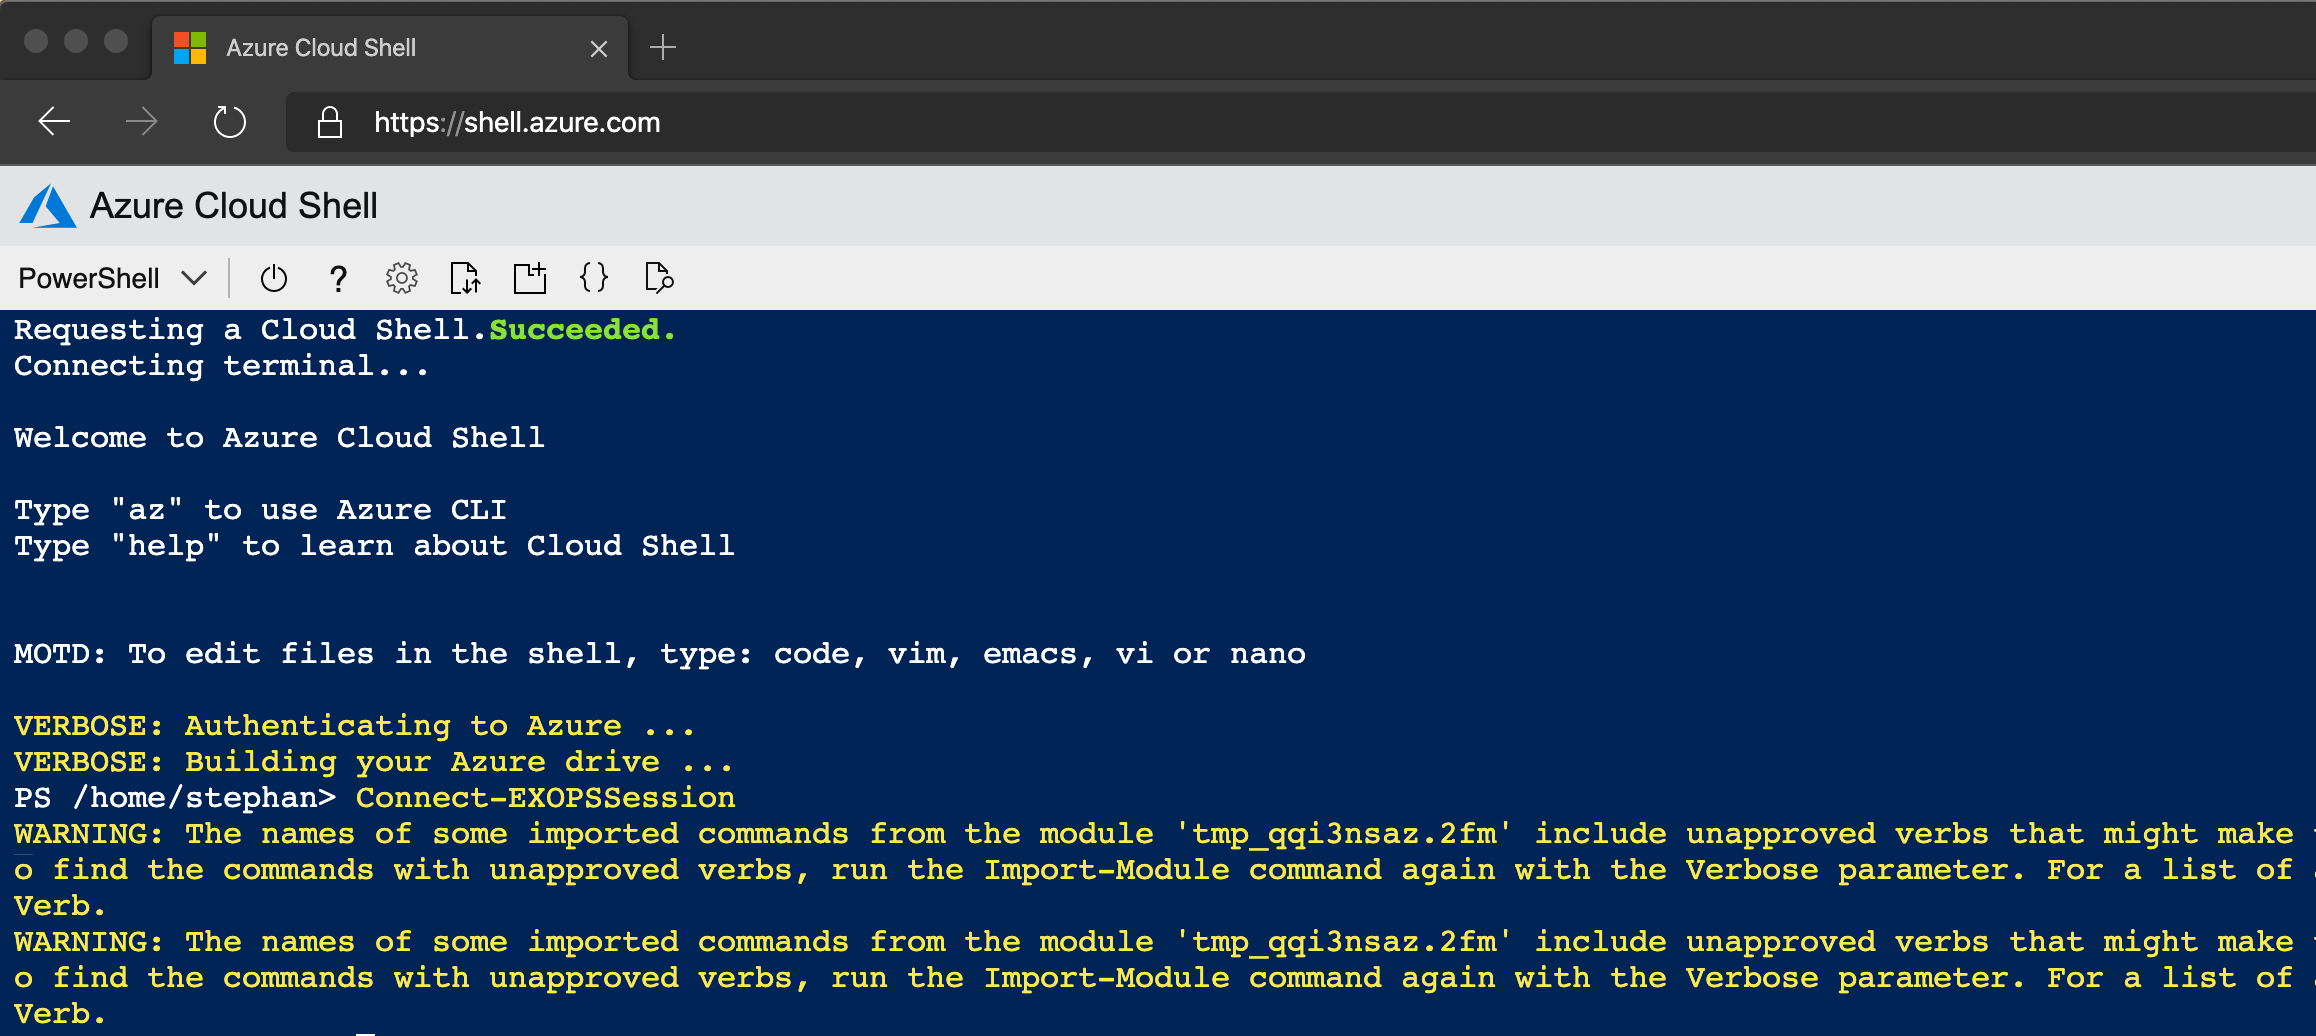 Azure Cloud Shell
https://shell.azure.com
Azure Cloud Shell
PowerShell
Requesting a Cloud Shell.Succeeded.
Connecting terminal...
Welcome to Azure Cloud Shell
Type "az" to use Azure CLI
Type "help" to learn about Cloud Shell
MOTD: To edit files in the shell, type: code, vim, emacs, vi or nano
VERBOSE: Authenticating to Azure ...
VERBOSE: Building your Azure drive ...
PS /home/stephan> Connect-EXOPSSession
WARNING: The names of some imported commands from the module 'tmp_qqi3nsaz.2fm' include unapproved verbs that might make
o find the commands with unapproved verbs, run the Import-Module command again with the Verbose parameter. For a list of
Verb.
WARNING: The names of some imported commands from the module 'tmp_qqi3nsaz.2fm' include unapproved verbs that might make
o find the commands with unapproved verbs, run the Import-Module command again with the Verbose parameter. For a list of
Verb.